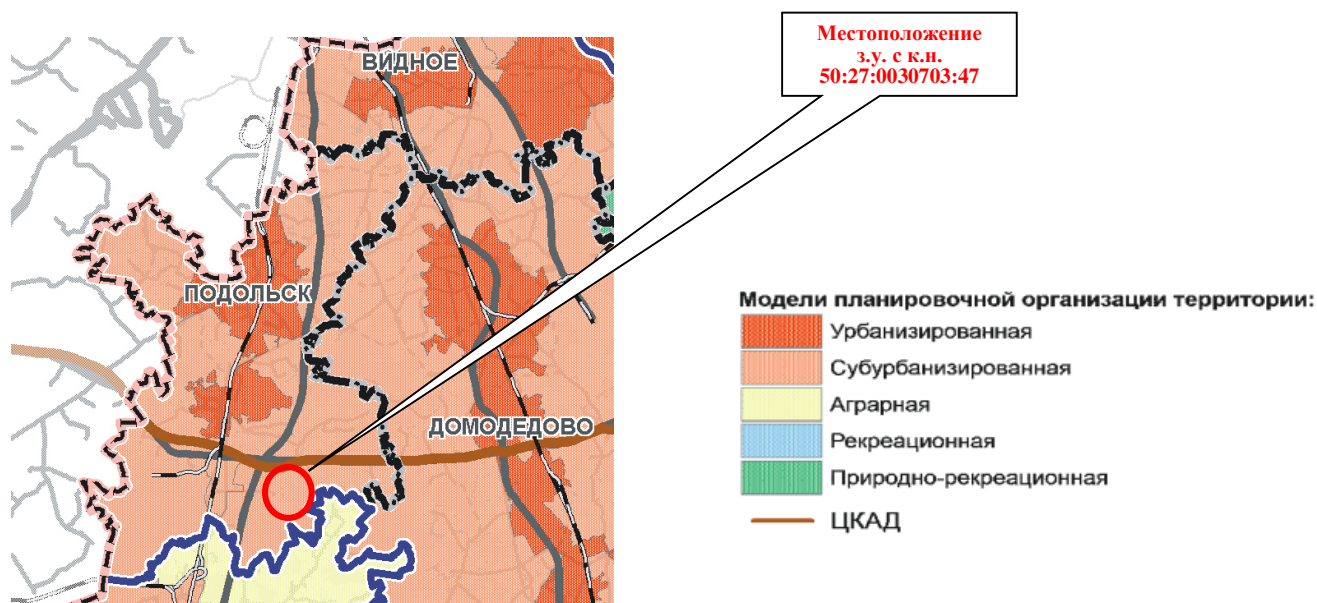 Местоположение
з.у. с к.н.
50:27:0030703:47
ВИДНОЕ
ПОДОЛЬСК
ДОМОДЕДОВО
Модели планировочной организации территории:
Урбанизированная
Субурбанизированная
Аграрная
Рекреационная
Природно-рекреационная
ЦКАД